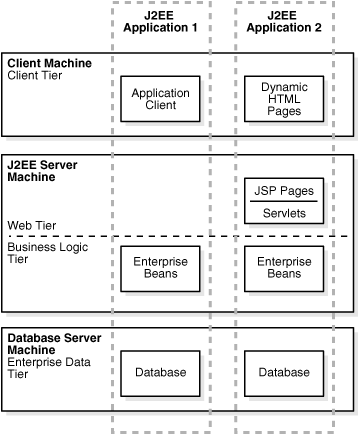 J2EE
Application 1
J2EE
Application 2
Client Machine
Client Tier
Application
Client
Dynamic
HTML
Pages
J2EE Server
Machine
JSP Pages
Servlets
Web Tier
Business Logic
Tier
Enterprise
Beans
Enterprise
Beans
Database Server
Machine
Enterprise Data
Tier
Database
Database